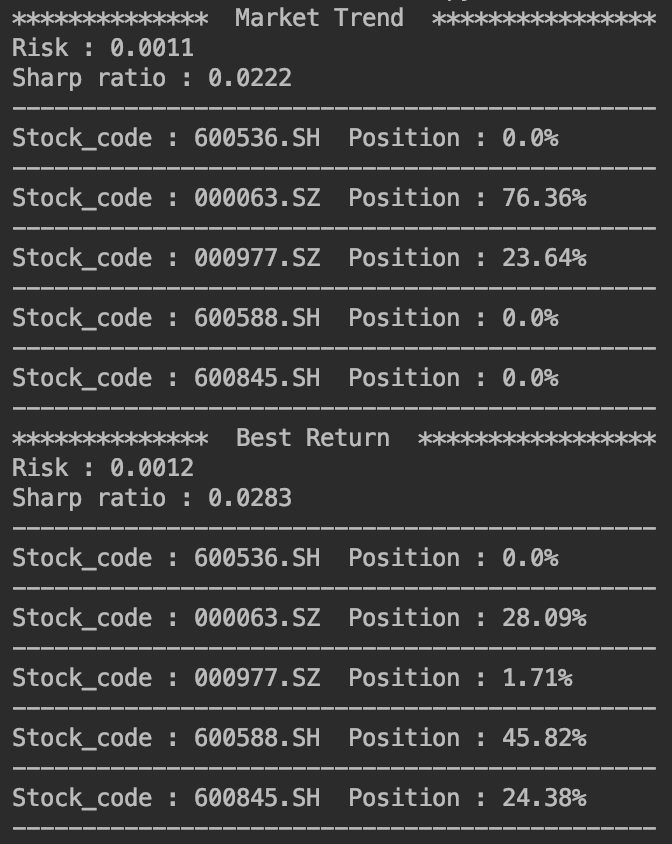 ************** Market Trend ****************
Risk : 0.0011
Sharp ratio : 0.0222
----------------------------------------------
Stock_code : 600536.SH  Position : 0.0%
----------------------------------------------
Stock_code : 000063.SZ  Position : 76.36%
----------------------------------------------
Stock_code : 000977.SZ  Position : 23.64%
----------------------------------------------
Stock_code : 600588.SH  Position : 0.0%
----------------------------------------------
Stock_code : 600845.SH  Position : 0.0%
----------------------------------------------
************** Best Return *****************
Risk : 0.0012
Sharp ratio : 0.0283
----------------------------------------------
Stock_code : 600536.SH  Position : 0.0%
----------------------------------------------
Stock_code : 000063.SZ  Position : 28.09%
----------------------------------------------
Stock_code : 000977.SZ  Position : 1.71%
----------------------------------------------
Stock_code : 600588.SH  Position : 45.82%
----------------------------------------------
Stock_code : 600845.SH  Position : 24.38%
----------------------------------------------